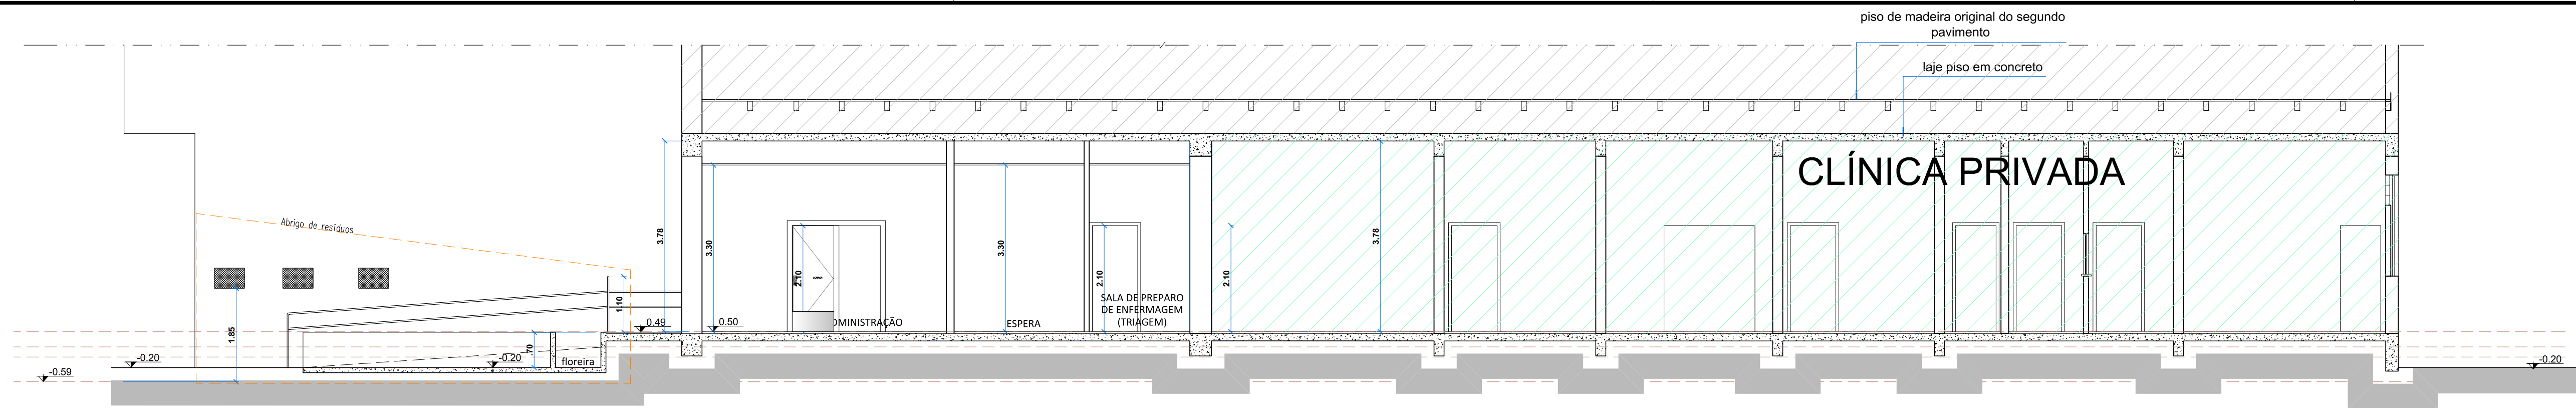 piso de madeira original do segundo
pavimento
laje piso em concreto
CLÍNICA PRIVADA
Abrigo de resíduos
3.78
3.30
3.30
3.78
2.10
2.10
2.10
1.10
1.85
.70
SALA DE PREPARO
DE ENFERMAGEM
(TRIAGEM)
DMINISTRAÇÃO
ESPERA
0.49
0.50
floreira
-0.20
-0.20
-0.20
-0.59